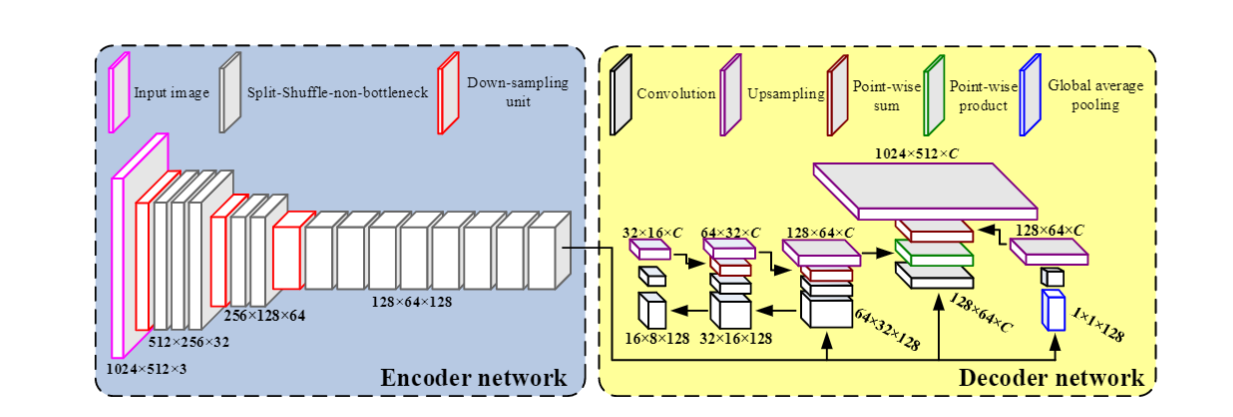 Input image
Split-Shuffle-non-bottleneck
Down-sampling
unit
1024×512×3
512×256×32
256×128×64
128×64×128
Encoder network
Convolution
Upsampling
Point-wise
sum
Point-wise
product
Global average
pooling
1024×512×C
32×16×C
64×32×C
128×64×C
128×64×C
16×8×128
32×16×128
64×32×128
128×64×C
1×1×128
Decoder network